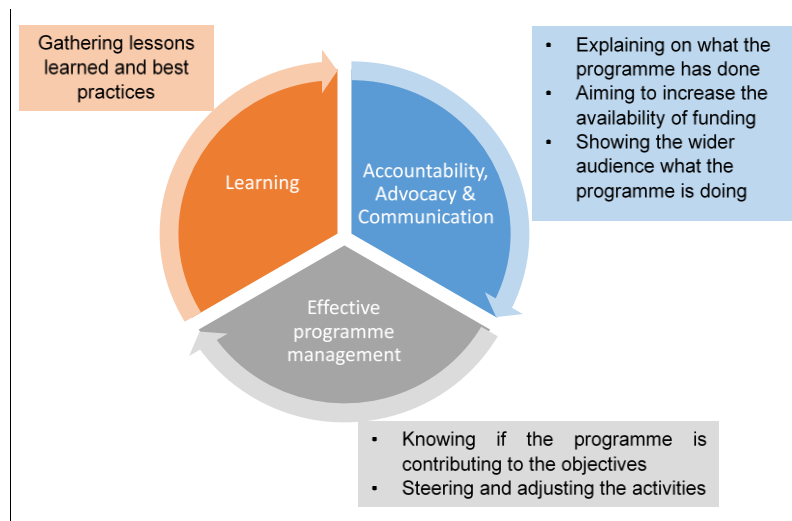 Gathering lessons
learned and best
practices
• Explaining on what the
programme has done
• Aiming to increase the
availability of funding
• Showing the wider
audience what the
programme is doing
Learning
Accountability,
Advocacy &
Communication
Effective
programme
management
• Knowing if the programme is
contributing to the objectives
• Steering and adjusting the activities